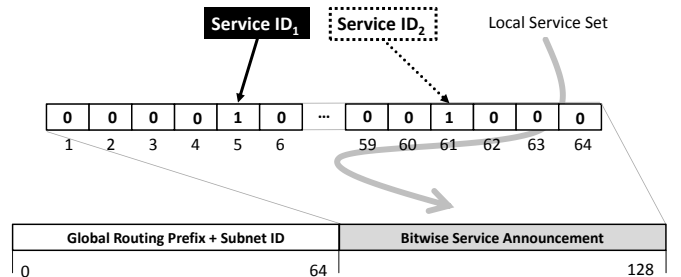 Service ID1 Service ID2 Local Service Set
0 0 0 0 1 0 ... 0 0 1 0 0 0
1 2 3 4 5 6 59 60 61 62 63 64
Global Routing Prefix + Subnet ID Bitwise Service Announcement
0 64 128